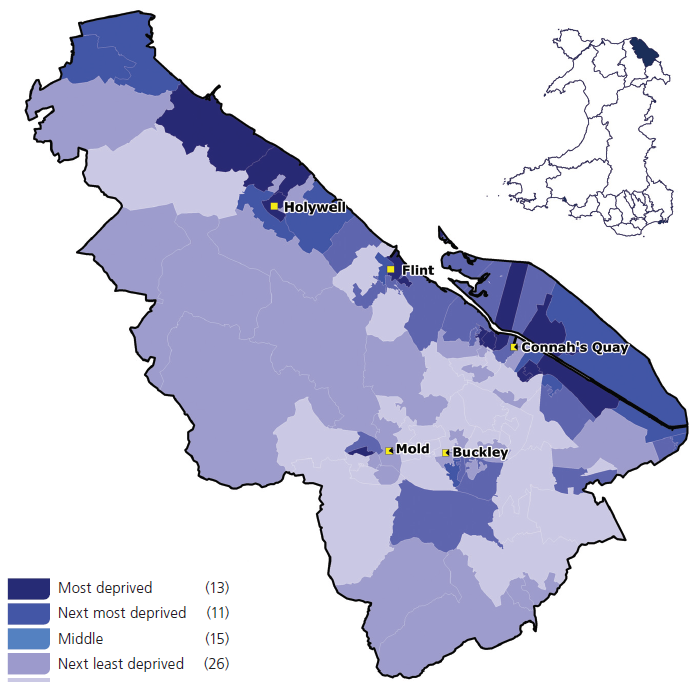 Holywell
Flint
Connah's Quay
Mold
Buckley
Most deprived (13)
Next most deprived (11)
Middle (15)
Next least deprived (26)